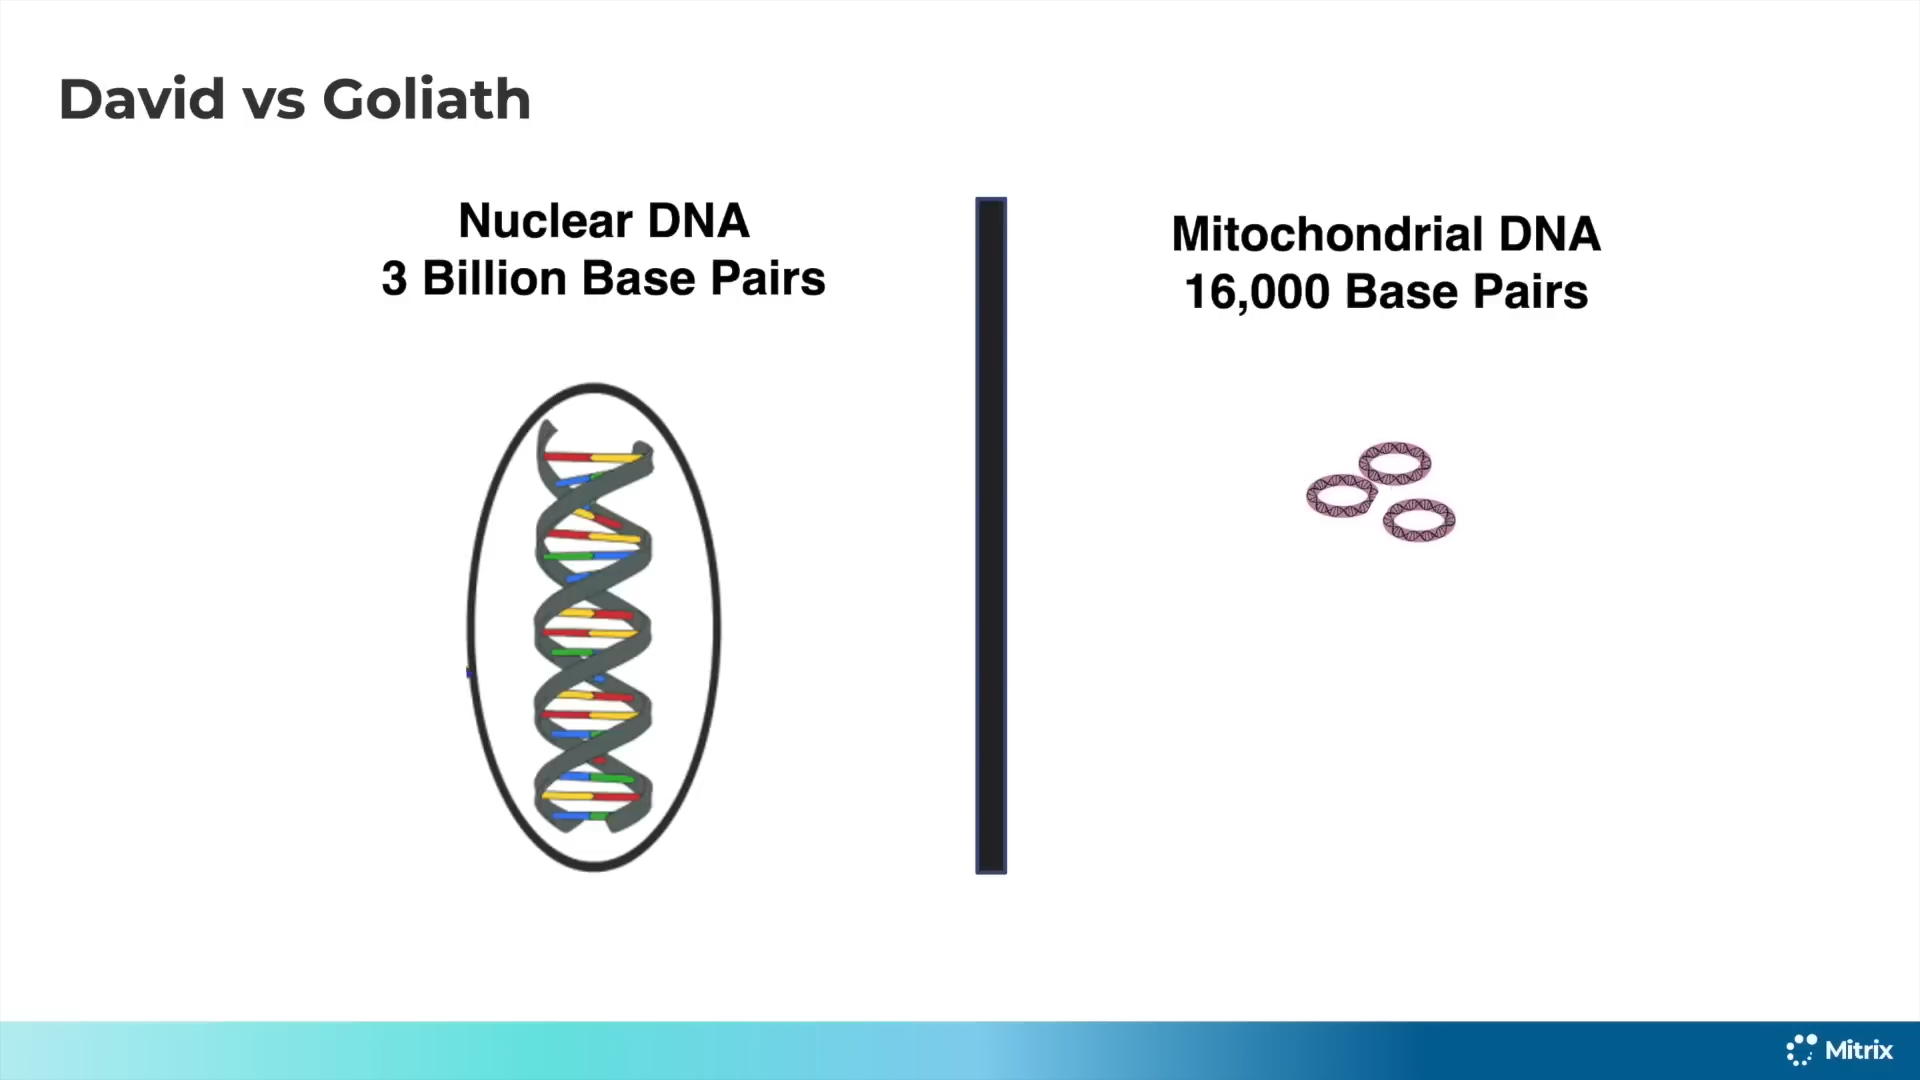 David vs Goliath
Nuclear DNA
3 Billion Base Pairs
Mitochondrial DNA
16,000 Base Pairs
Mitrix